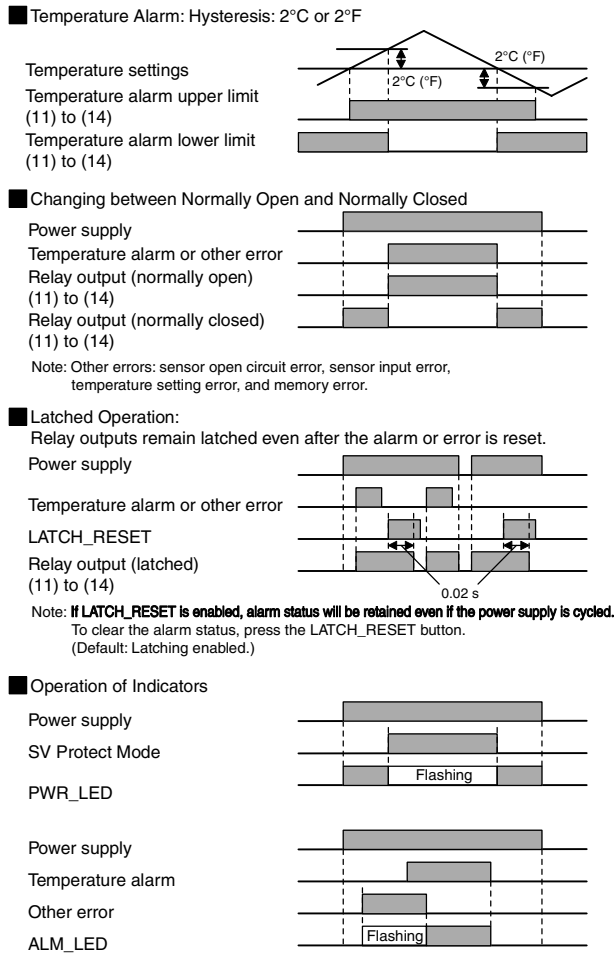 Temperature Alarm: Hysteresis: 2°C or 2°F
2°C (°F)
Temperature settings
2°C (°F)
Temperature alarm upper limit
(11) to (14)
Temperature alarm lower limit
(11) to (14)
Changing between Normally Open and Normally Closed
Power supply
Temperature alarm or other error
Relay output (normally open)
(11) to (14)
Relay output (normally closed)
(11) to (14)
Note: Other errors: sensor open circuit error, sensor input error,
temperature setting error, and memory error.
Latched Operation:
Relay outputs remain latched even after the alarm or error is reset.
Power supply
Temperature alarm or other error
LATCH_RESET
Relay output (latched)
(11) to (14)
0.02 s
Note: If LATCH_RESET is enabled, alarm status will be retained even if the power supply is cycled.
To clear the alarm status, press the LATCH_RESET button.
(Default: Latching enabled.)
Operation of Indicators
Power supply
SV Protect Mode
Flashing
PWR_LED
Power supply
Temperature alarm
Other error
Flashing
ALM_LED